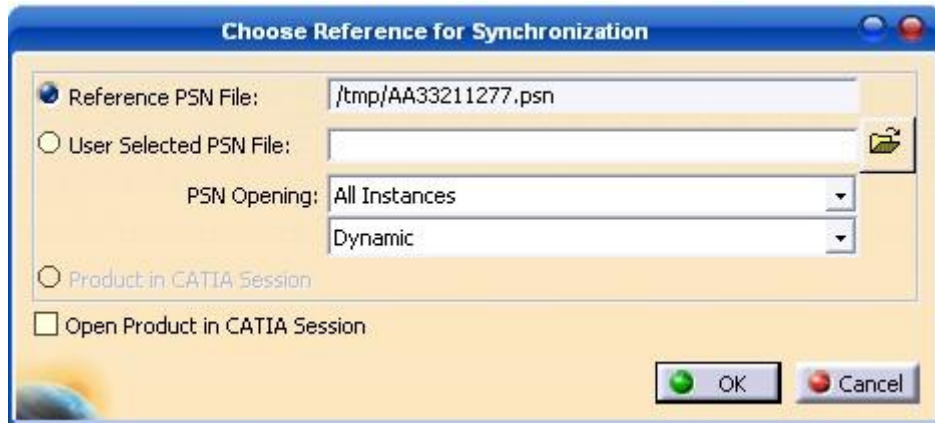 Choose Reference for Synchronization
Reference PSN File: /tmp/AA33211277.psn
User Selected PSN File:
PSN Opening: All Instances
Dynamic
Product in CATIA Session
Open Product in CATIA Session
OK Cancel